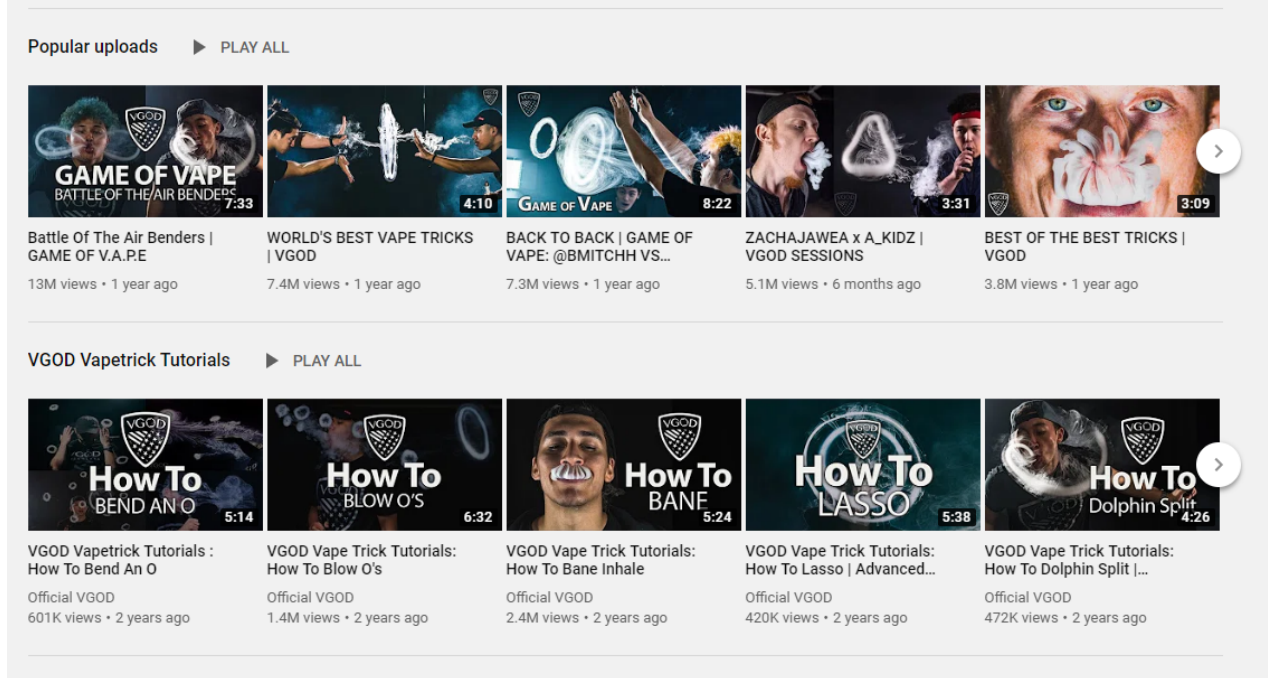 Popular uploads PLAY ALL
VGOD
GAME OF VAPE
BATTLE OF THE AIR BENDERS
7:33
4:10
GAME OF VAPE
8:22
3:31
3:09
Battle Of The Air Benders |
GAME OF V.A.P.E
13M views • 1 year ago
WORLD'S BEST VAPE TRICKS
| VGOD
7.4M views • 1 year ago
BACK TO BACK | GAME OF
VAPE: @BMITCHH VS...
7.3M views • 1 year ago
ZACHAJAWEA x A_KIDZ |
VGOD SESSIONS
5.1M views • 6 months ago
BEST OF THE BEST TRICKS |
VGOD
3.8M views • 1 year ago
VGOD Vapetrick Tutorials PLAY ALL
VGOD
How To
BEND AN O
5:14
VGOD
How To
BLOW O'S
6:32
VGOD
How To
BANE
5:24
VGOD
How To
LASSO
5:38
VGOD
How To
Dolphin Split
4:26
VGOD Vapetrick Tutorials :
How To Bend An O
Official VGOD
601K views • 2 years ago
VGOD Vape Trick Tutorials:
How To Blow O's
Official VGOD
1.4M views • 2 years ago
VGOD Vape Trick Tutorials:
How To Bane Inhale
Official VGOD
2.4M views • 2 years ago
VGOD Vape Trick Tutorials:
How To Lasso | Advanced...
Official VGOD
420K views • 2 years ago
VGOD Vape Trick Tutorials:
How To Dolphin Split |...
Official VGOD
472K views • 2 years ago